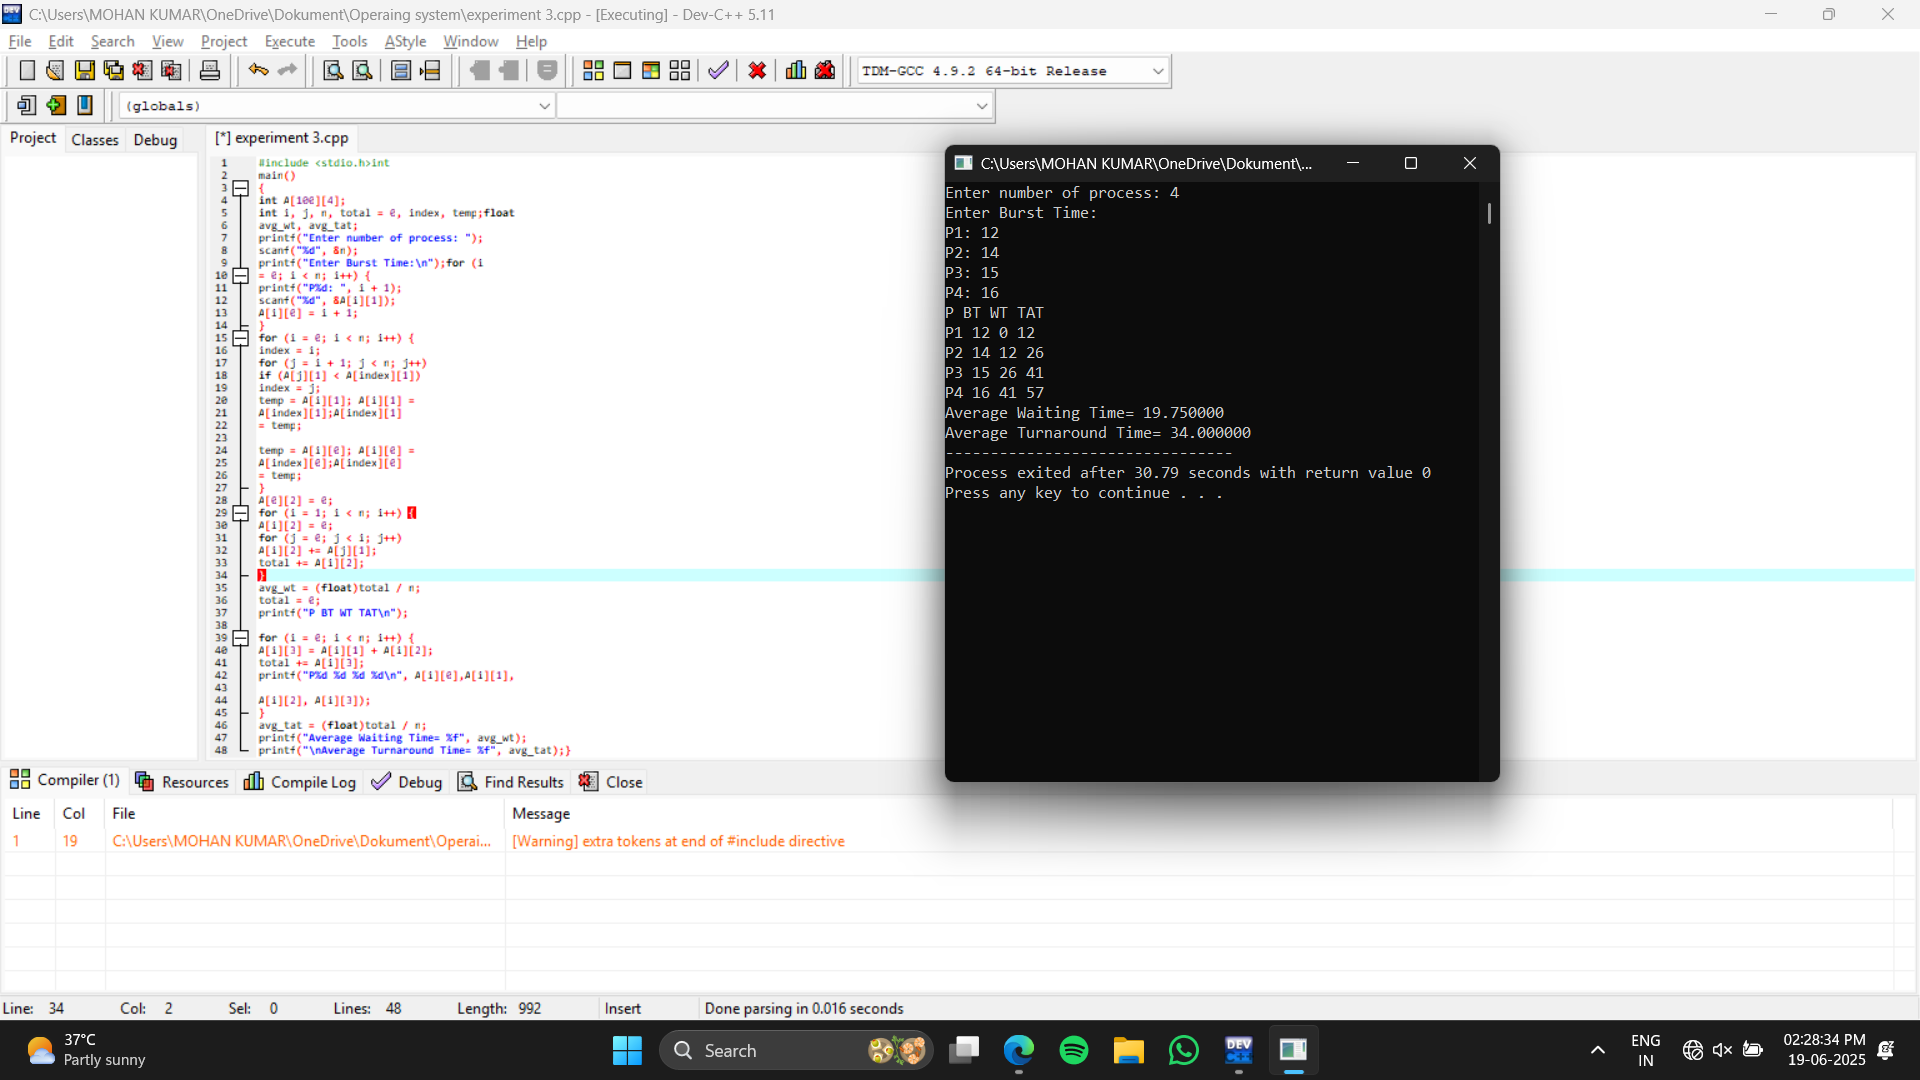 C:\Users\MOHAN KUMAR\OneDrive\Dokument\Operaing system\experiment 3.cpp - [Executing] - Dev-C++ 5.11
File Edit Search View Project Execute Tools AStyle Window Help
TDM-GCC 4.9.2 64-bit Release
(globals)
Project Classes Debug
[*] experiment 3.cpp
1 #include <stdio.h>int
2 main()
3 {
4 int A[100][4];
5 int i, j, n, total = 0, index, temp;float
6 avg_wt, avg_tat;
7 printf("Enter number of process: ");
8 scanf("%d", &n);
9 printf("Enter Burst Time:\n");for (i
10 = 0; i < n; i++) {
11 printf("P%d: ", i + 1);
12 scanf("%d", &A[i][1]);
13 A[i][0] = i + 1;
14 }
15 for (i = 0; i < n; i++) {
16 index = i;
17 for (j = i + 1; j < n; j++)
18 if (A[j][1] < A[index][1])
19 index = j;
20 temp = A[i][1]; A[i][1] =
21 A[index][1];A[index][1]
22 = temp;
23
24 temp = A[i][0]; A[i][0] =
25 A[index][0];A[index][0]
26 = temp;
27 }
28 A[0][2] = 0;
29 for (i = 1; i < n; i++) {
30 A[i][2] = 0;
31 for (j = 0; j < i; j++)
32 A[i][2] += A[j][1];
33 total += A[i][2];
34 }
35 avg_wt = (float)total / n;
36 total = 0;
37 printf("P BT WT TAT\n");
38
39 for (i = 0; i < n; i++) {
40 A[i][3] = A[i][1] + A[i][2];
41 total += A[i][3];
42 printf("P%d %d %d %d\n", A[i][0],A[i][1],
43
44 A[i][2], A[i][3]);
45 }
46 avg_tat = (float)total / n;
47 printf("Average Waiting Time= %f", avg_wt);
48 printf("\nAverage Turnaround Time= %f", avg_tat);}
C:\Users\MOHAN KUMAR\OneDrive\Dokument\...
Enter number of process: 4
Enter Burst Time:
P1: 12
P2: 14
P3: 15
P4: 16
P BT WT TAT
P1 12 0 12
P2 14 12 26
P3 15 26 41
P4 16 41 57
Average Waiting Time= 19.750000
Average Turnaround Time= 34.000000
--------------------------------
Process exited after 30.79 seconds with return value 0
Press any key to continue . . .
Compiler (1) Resources Compile Log Debug Find Results Close
Line Col File Message
1 19 C:\Users\MOHAN KUMAR\OneDrive\Dokument\Operai... [Warning] extra tokens at end of #include directive
Line: 34 Col: 2 Sel: 0 Lines: 48 Length: 992 Insert Done parsing in 0.016 seconds
37°C
Partly sunny
Search
DEV
ENG
IN
02:28:34 PM
19-06-2025